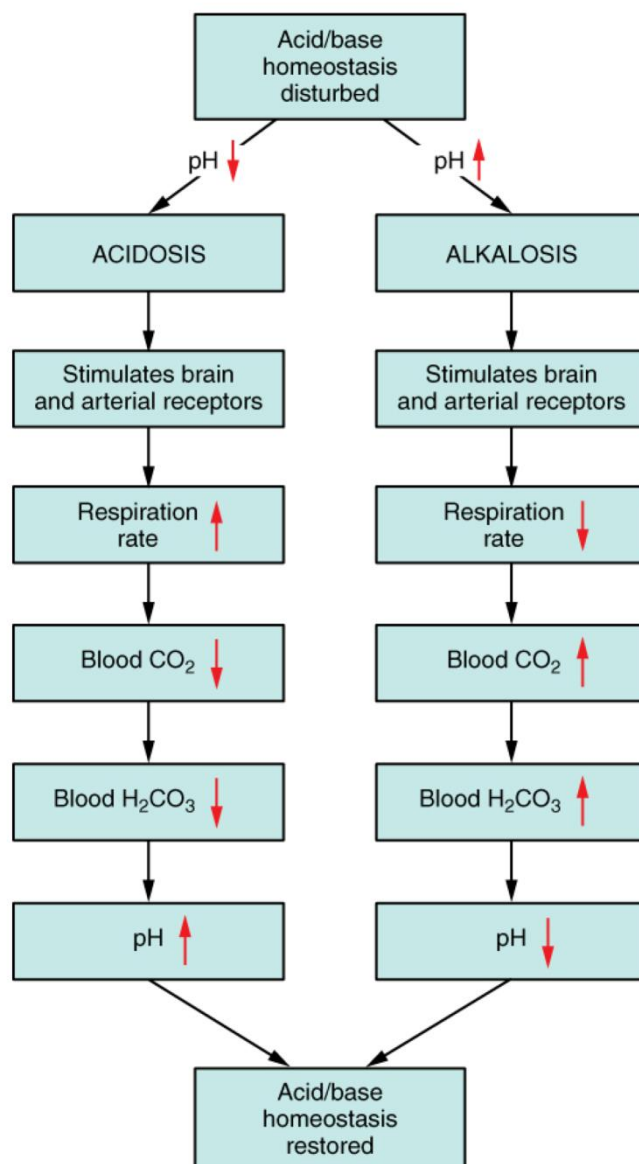 Acid/base
homeostasis
disturbed
pH
pH
ACIDOSIS
ALKALOSIS
Stimulates brain
and arterial receptors
Stimulates brain
and arterial receptors
Respiration
rate
Respiration
rate
Blood CO₂
Blood CO₂
Blood H₂CO₃
Blood H₂CO₃
pH
pH
Acid/base
homeostasis
restored